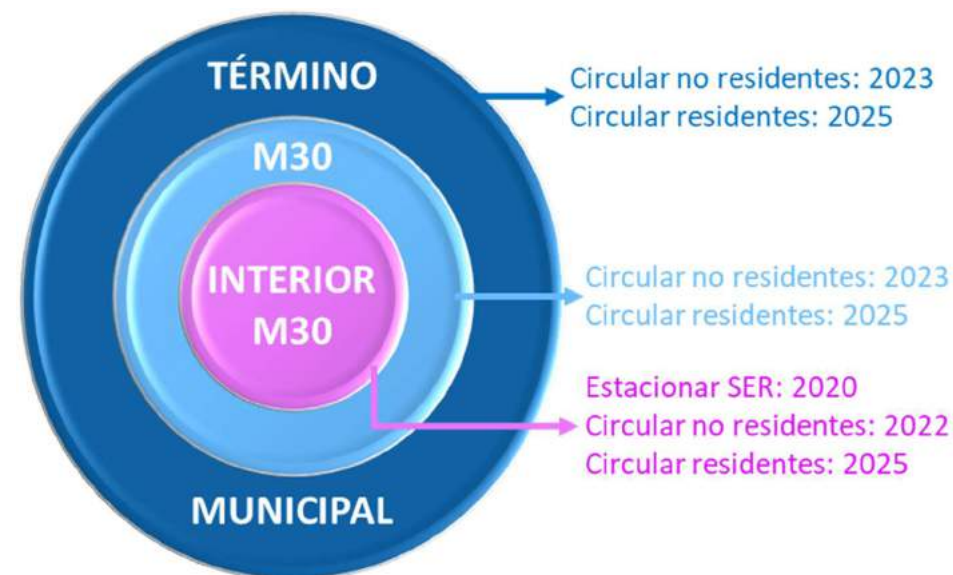 TÉRMINO
M30
INTERIOR
M30
MUNICIPAL
Circular no residentes: 2023
Circular residentes: 2025
Circular no residentes: 2023
Circular residentes: 2025
Estacionar SER: 2020
Circular no residentes: 2022
Circular residentes: 2025